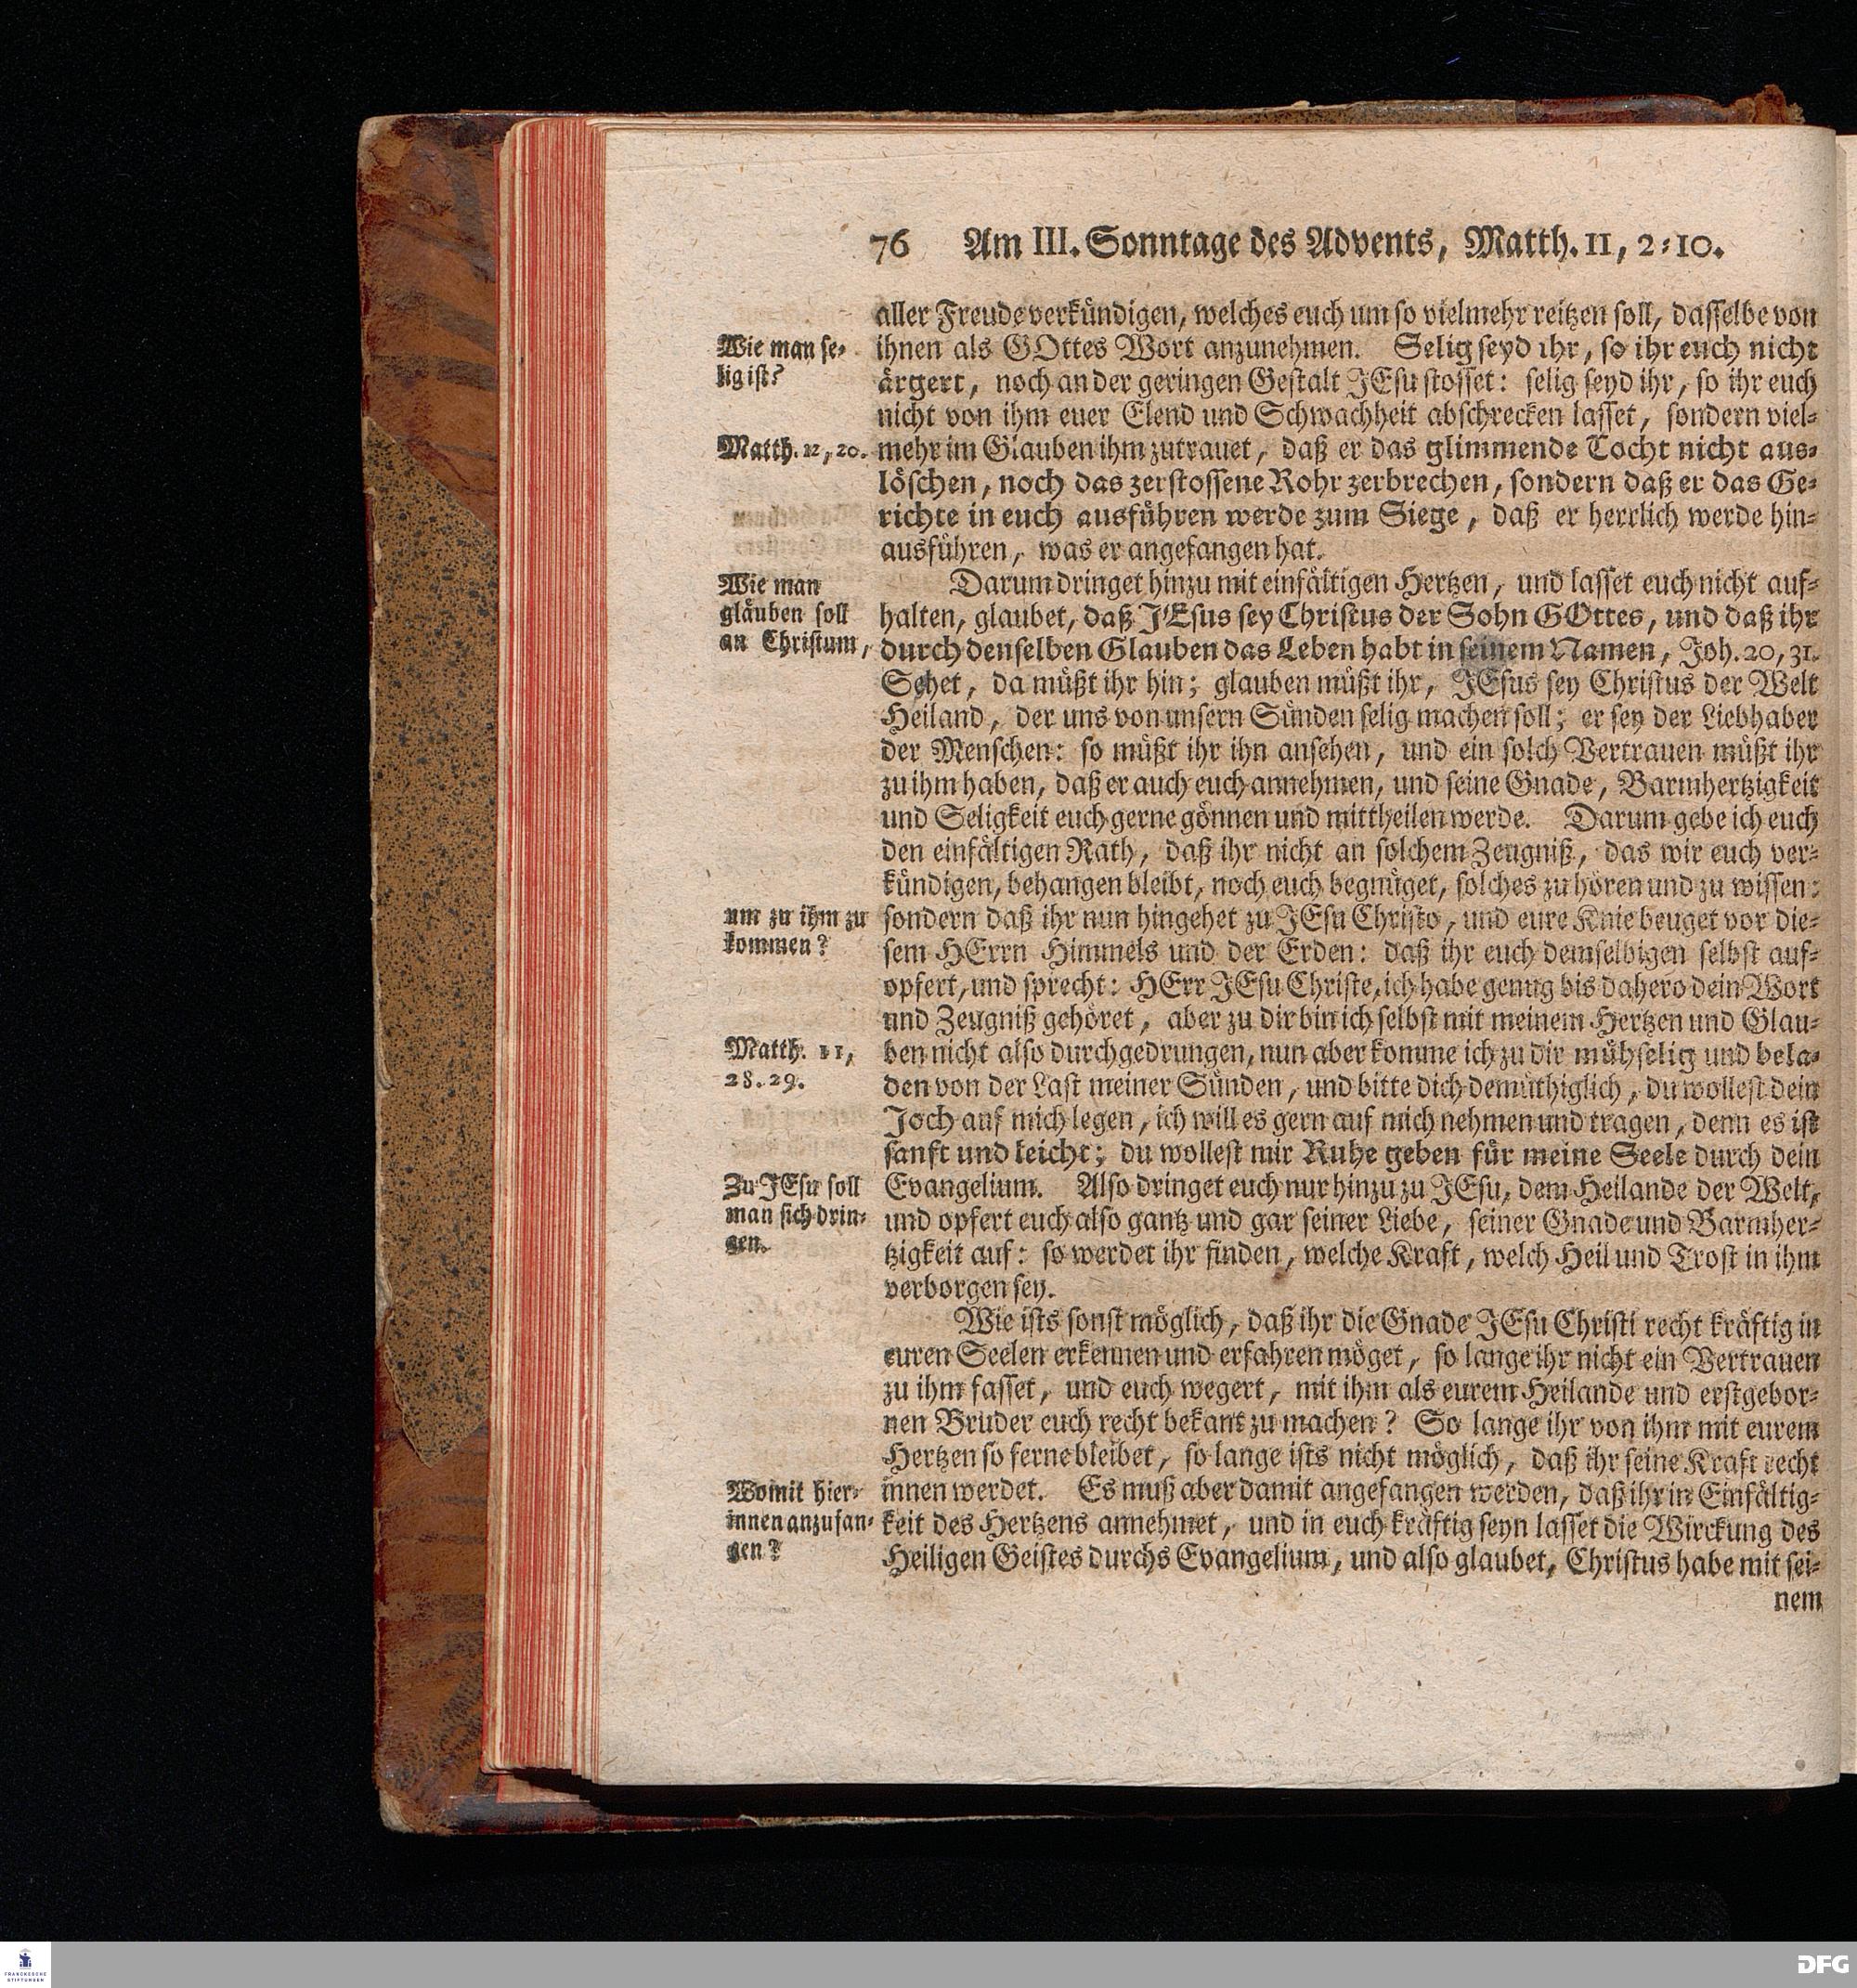 76 Am III. Sonntage des Advents, Matth. 11, 2-10.
aller Freude verkündigen, welches euch um so vielmehr reitzen soll, dasselbe von
Wie man se-
lig ist?
ihnen als GOttes Wort anzunehmen. Selig seyd ihr, so ihr euch nicht
ärgert, noch an der geringen Gestalt JEsu stosset: selig seyd ihr, so ihr euch
nicht von ihm euer Elend und Schwachheit abschrecken lasset, sondern viel-
Matth. 12, 20.
mehr im Glauben ihm zutrauet, daß er das glimmende Tocht nicht aus-
löschen, noch das zerstossene Rohr zerbrechen, sondern daß er das Ge-
richte in euch ausführen werde zum Siege, daß er herrlich werde hin-
ausführen, was er angefangen hat.
Wie man
gläuben soll
an Christum,
Darum dringet hinzu mit einfältigen Hertzen, und lasset euch nicht auf-
halten, glaubet, daß JEsus sey Christus der Sohn GOttes, und daß ihr
durch denselben Glauben das Leben habt in seinem Namen, Joh. 20, 31.
Sehet, da müßt ihr hin; glauben müßt ihr, JEsus sey Christus der Welt
Heiland, der uns von unsern Sünden selig machen soll; er sey der Liebhaber
der Menschen: so müßt ihr ihn ansehen, und ein solch Vertrauen müßt ihr
zu ihm haben, daß er auch euch annehmen, und seine Gnade, Barmhertzigkeit
und Seligkeit euch gerne gönnen und mittheilen werde. Darum gebe ich euch
den einfältigen Rath, daß ihr nicht an solchem Zeugniß, das wir euch ver-
kündigen, behangen bleibt, noch euch begnüget, solches zu hören und zu wissen:
um zu ihm zu
kommen?
sondern daß ihr nun hingehet zu JEsu Christo, und eure Knie beuget vor die-
sem HErrn Himmels und der Erden: daß ihr euch demselbigen selbst auf-
opfert, und sprecht: HErr JEsu Christe, ich habe genug bis dahero dein Wort
und Zeugniß gehöret, aber zu dir bin ich selbst mit meinem Hertzen und Glau-
Matth. 11,
28. 29.
ben nicht also durchgedrungen, nun aber komme ich zu dir mühselig und bela-
den von der Last meiner Sünden, und bitte dich demüthiglich, du wollest dein
Joch auf mich legen, ich will es gern auf mich nehmen und tragen, denn es ist
sanft und leicht; du wollest mir Ruhe geben für meine Seele durch dein
Zu JEsu soll
man sich drin-
gen.
Evangelium. Also dringet euch nur hinzu zu JEsu, dem Heilande der Welt,
und opfert euch also gantz und gar seiner Liebe, seiner Gnade und Barmher-
tzigkeit auf: so werdet ihr finden, welche Kraft, welch Heil und Trost in ihm
verborgen sey.
Wie ists sonst möglich, daß ihr die Gnade JEsu Christi recht kräftig in
euren Seelen erkennen und erfahren möget, so lange ihr nicht ein Vertrauen
zu ihm fasset, und euch wegert, mit ihm als eurem Heilande und erstgebor-
nen Bruder euch recht bekant zu machen? So lange ihr von ihm mit eurem
Hertzen so ferne bleibet, so lange ists nicht möglich, daß ihr seine Kraft recht
Womit hier-
innen anzufan-
gen?
innen werdet. Es muß aber damit angefangen werden, daß ihr in Einfältig-
keit des Hertzens annehmet, und in euch kräftig seyn lasset die Wirckung des
Heiligen Geistes durchs Evangelium, und also glaubet, Christus habe mit sei-
nem
FRANCKESCHE
STIFTUNGEN
DFG